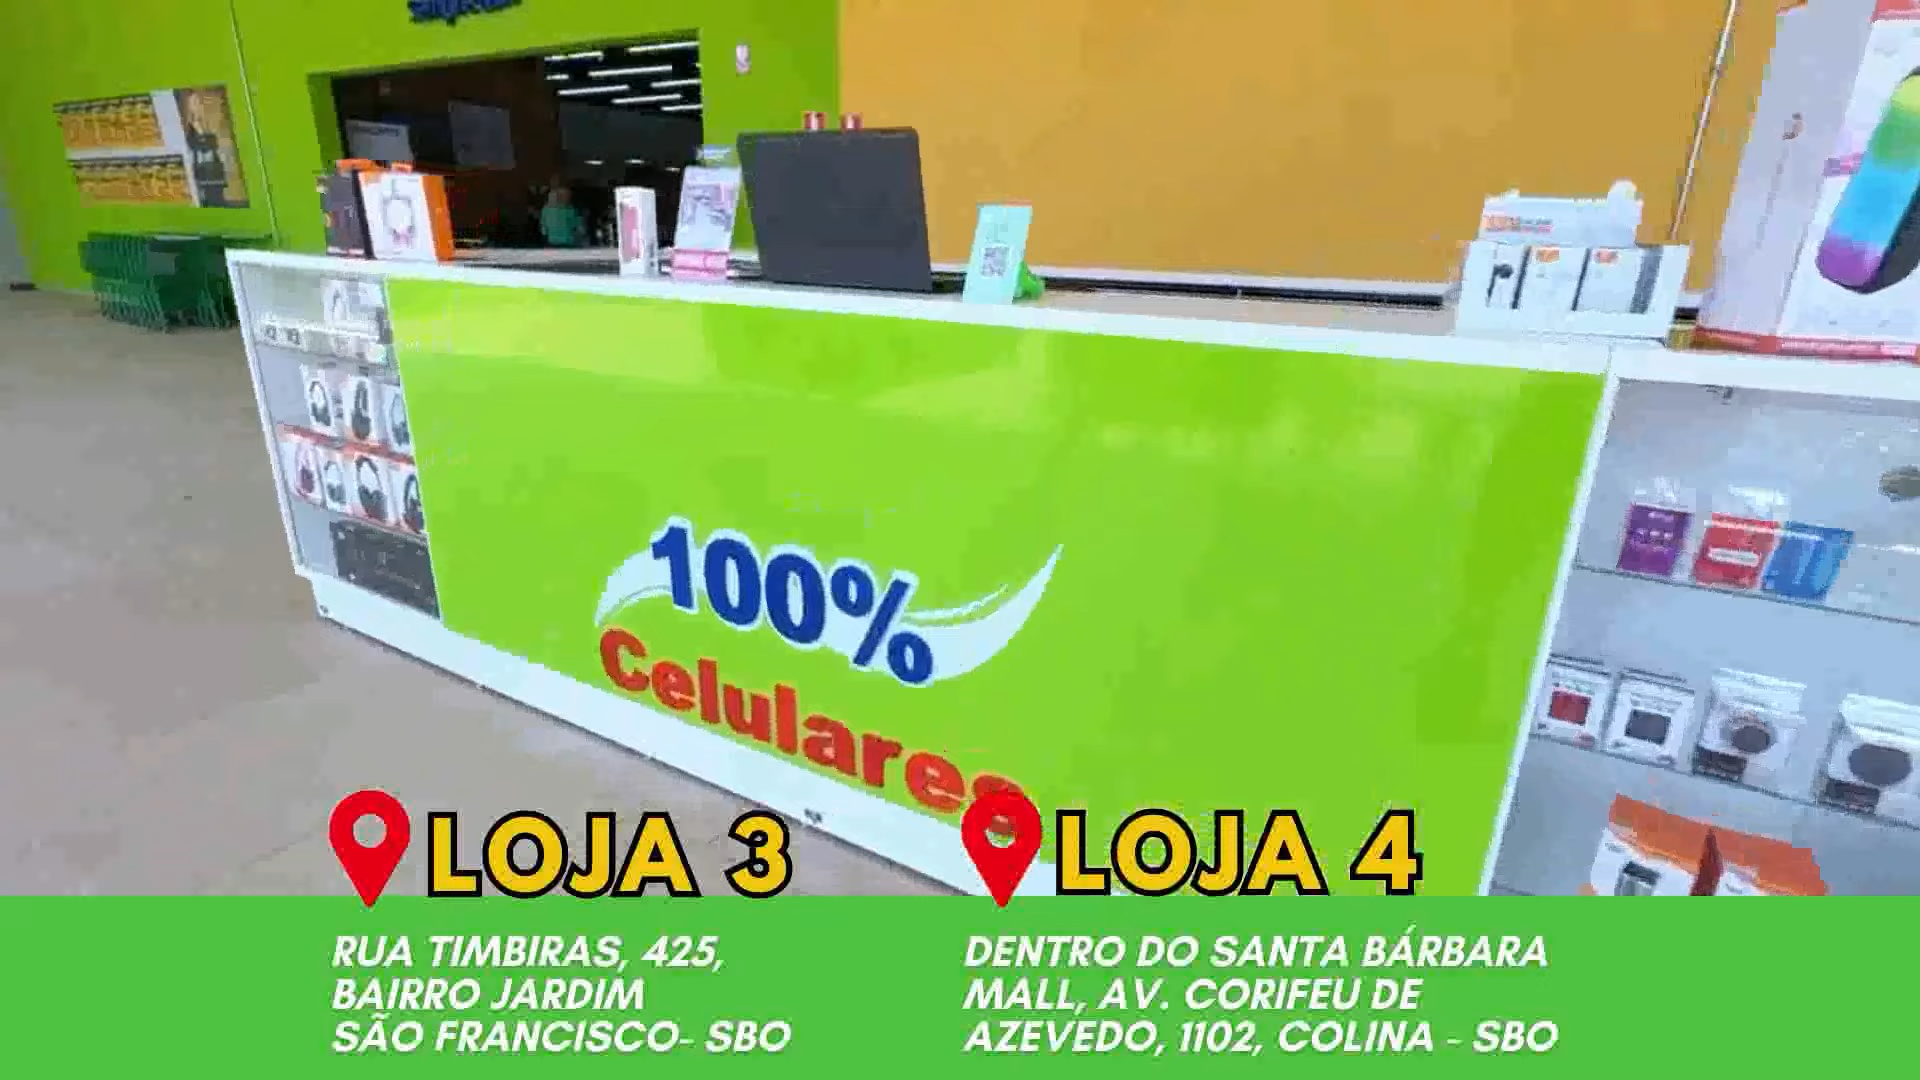 100%
Celulares
LOJA 3
RUA TIMBIRAS, 425,
BAIRRO JARDIM
SÃO FRANCISCO- SBO
LOJA 4
DENTRO DO SANTA BÁRBARA
MALL, AV. CORIFEU DE
AZEVEDO, 1102, COLINA - SBO